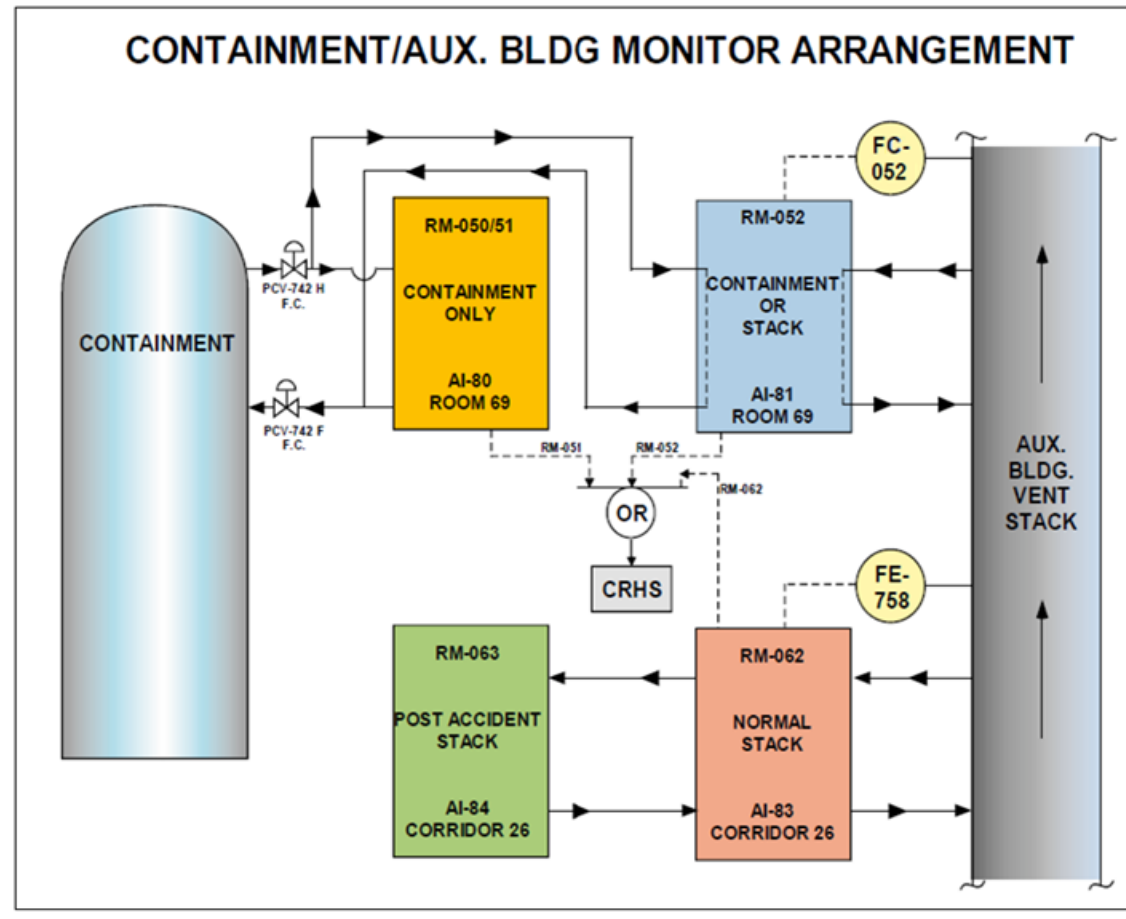 CONTAINMENT/AUX. BLDG MONITOR ARRANGEMENT
FC-
052
RM-050/51
CONTAINMENT
ONLY
AI-80
ROOM 69
RM-052
CONTAINMENT
OR
STACK
AI-81
ROOM 69
PCV-742 H
F.C.
CONTAINMENT
PCV-742 F
F.C.
RM-051
RM-052
RM-062
OR
CRHS
AUX.
BLDG.
VENT
STACK
FE-
758
RM-063
POST ACCIDENT
STACK
AI-84
CORRIDOR 26
RM-062
NORMAL
STACK
AI-83
CORRIDOR 26